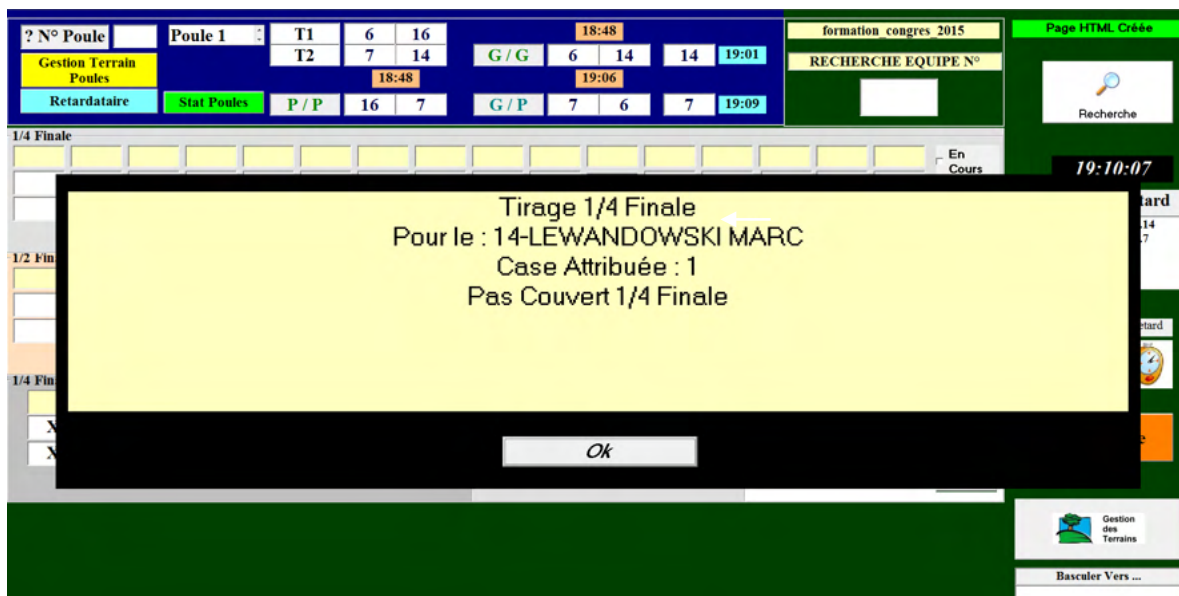 ? N° Poule
Poule 1
T1 6 16
18:48
formation_congres_2015
Page HTML Créée
T2 7 14
G / G 6 14 14 19:01
Gestion Terrain
Poules
RECHERCHE EQUIPE N°
18:48
19:06
Retardataire
Stat Poules
P / P 16 7
G / P 7 6 7 19:09
Recherche
1/4 Finale
En
Cours
19:10:07
Tirage 1/4 Finale
Pour le : 14-LEWANDOWSKI MARC
Case Attribuée : 1
Pas Couvert 1/4 Finale
Ok
tard
.14
.7
1/2 Fin
etard
1/4 Fin
X
X
e
Gestion
des
Terrains
Basculer Vers ...